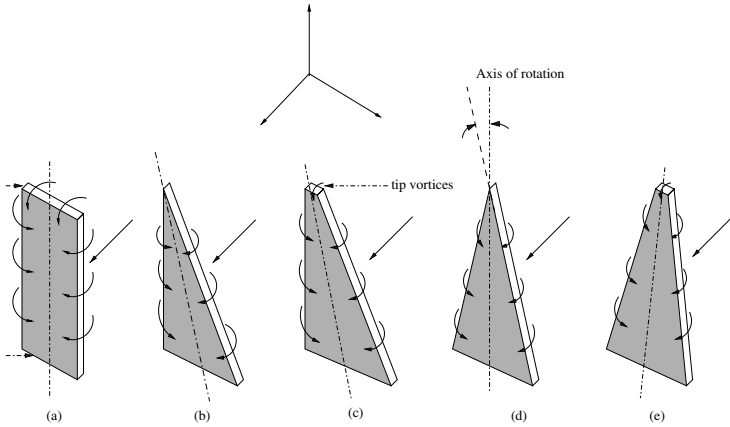 Axis of rotation
tip vortices
(a)
(b)
(c)
(d)
(e)